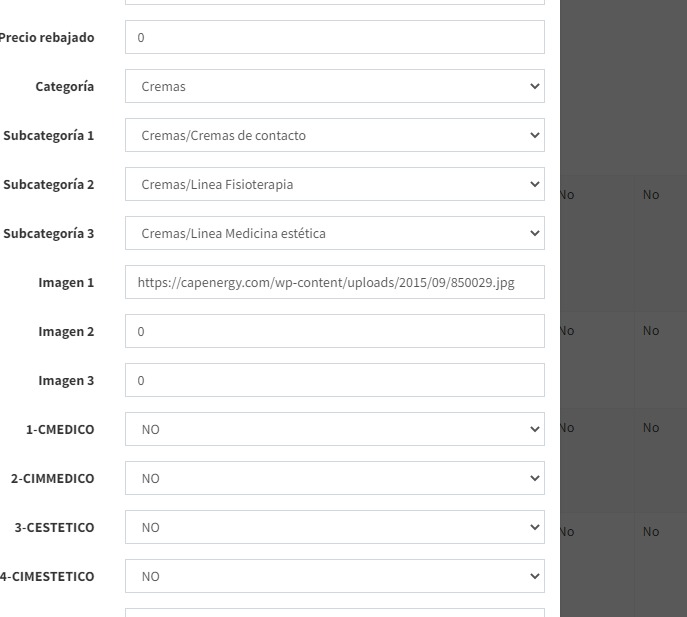 Precio rebajado 0
Categoría Cremas
Subcategoría 1 Cremas/Cremas de contacto
Subcategoría 2 Cremas/Linea Fisioterapia
No No
Subcategoría 3 Cremas/Linea Medicina estética
Imagen 1 https://capenergy.com/wp-content/uploads/2015/09/850029.jpg
Imagen 2 0
No No
Imagen 3 0
1-CMEDICO NO
No No
2-CIMMEDICO NO
3-CESTETICO NO
No No
4-CIMESTETICO NO